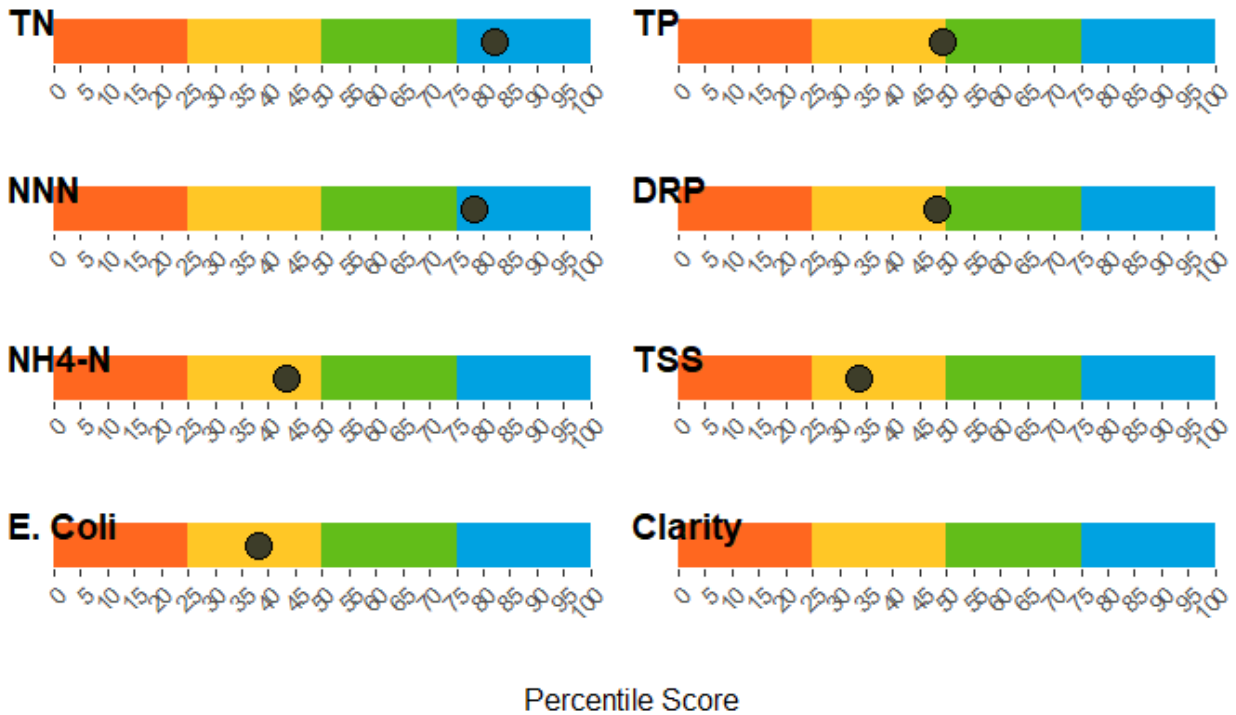 TN
0 5 10 15 20 25 30 35 40 45 50 55 60 65 70 75 80 85 90 95 100
TP
0 5 10 15 20 25 30 35 40 45 50 55 60 65 70 75 80 85 90 95 100
NNN
0 5 10 15 20 25 30 35 40 45 50 55 60 65 70 75 80 85 90 95 100
DRP
0 5 10 15 20 25 30 35 40 45 50 55 60 65 70 75 80 85 90 95 100
NH4-N
0 5 10 15 20 25 30 35 40 45 50 55 60 65 70 75 80 85 90 95 100
TSS
0 5 10 15 20 25 30 35 40 45 50 55 60 65 70 75 80 85 90 95 100
E. Coli
0 5 10 15 20 25 30 35 40 45 50 55 60 65 70 75 80 85 90 95 100
Clarity
0 5 10 15 20 25 30 35 40 45 50 55 60 65 70 75 80 85 90 95 100
Percentile Score